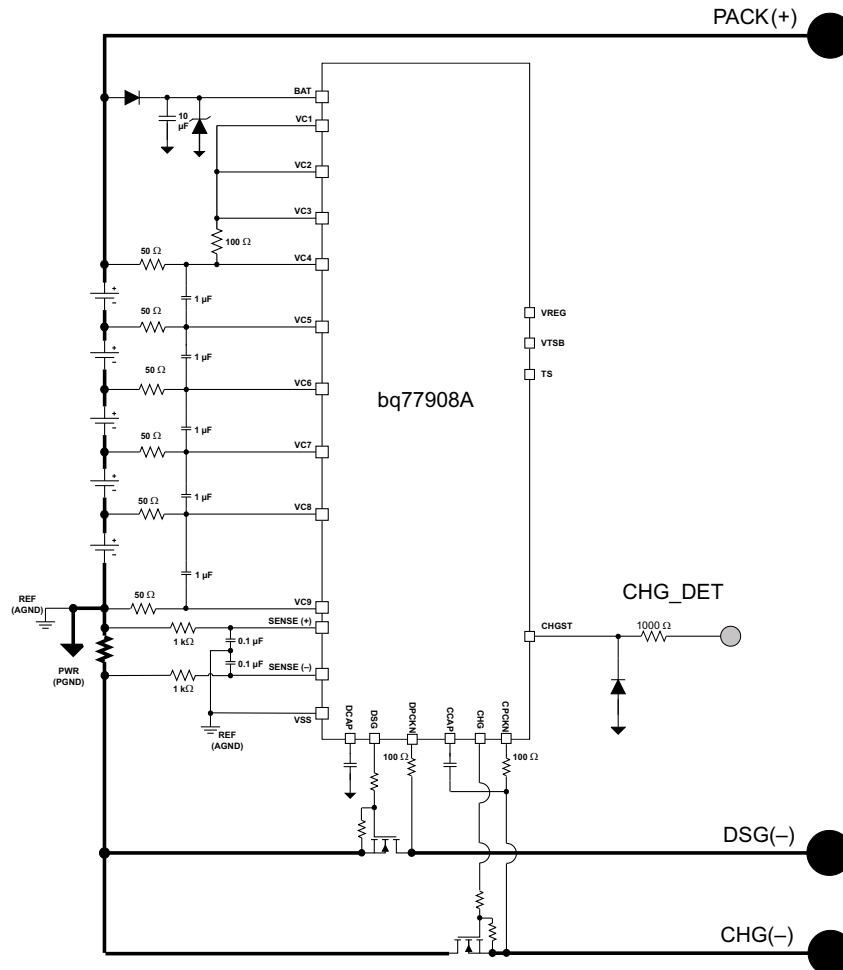 PACK(+)
BAT
10
µF
VC1
VC2
VC3
100 Ω
50 Ω
VC4
+
–
1 µF
VREG
50 Ω
VC5
VTSB
+
–
1 µF
TS
50 Ω
VC6
bq77908A
+
–
1 µF
50 Ω
VC7
+
–
1 µF
50 Ω
VC8
+
–
1 µF
50 Ω
VC9
REF
(AGND)
SENSE (+)
CHG_DET
1 kΩ
0.1 µF
CHGST
1000 Ω
0.1 µF
SENSE (–)
PWR
(PGND)
1 kΩ
VSS
REF
(AGND)
DCAP
DSG
DPCKN
CCAP
CHG
CPCKN
100 Ω
100 Ω
DSG(–)
CHG(–)